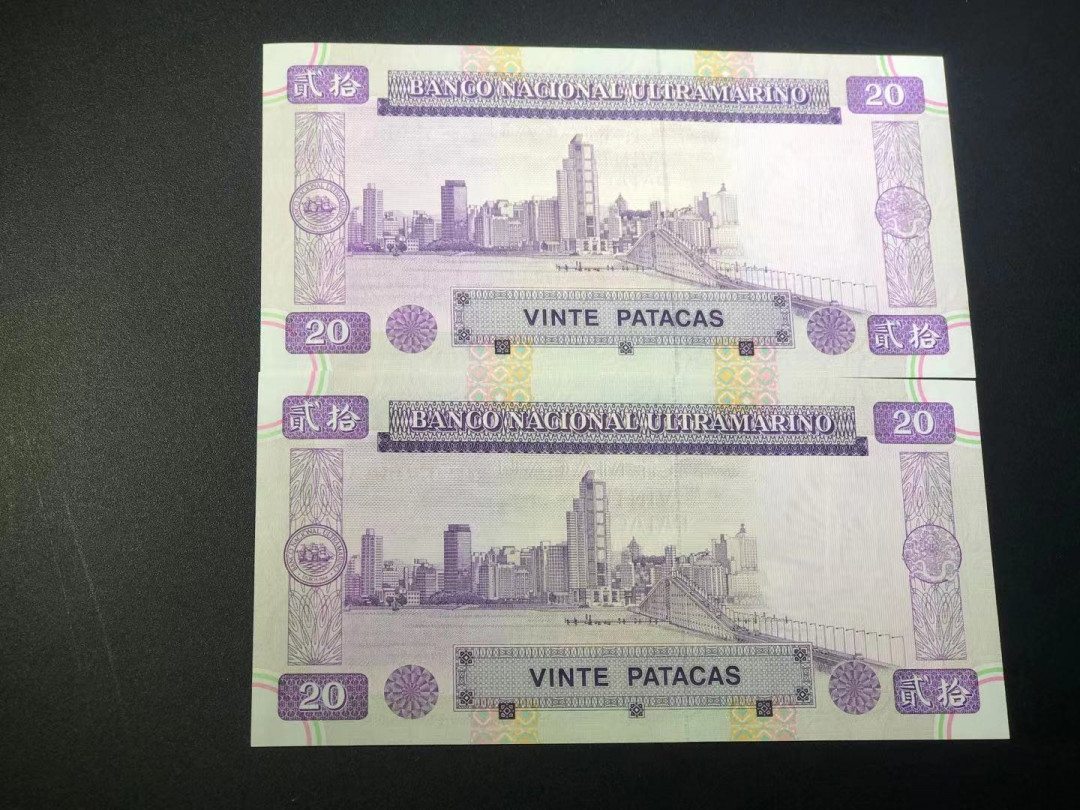 貳拾
BANCO NACIONAL ULTRAMARINO
20
20
VINTE PATACAS
貳拾
貳拾
BANCO NACIONAL ULTRAMARINO
20
20
VINTE PATACAS
貳拾